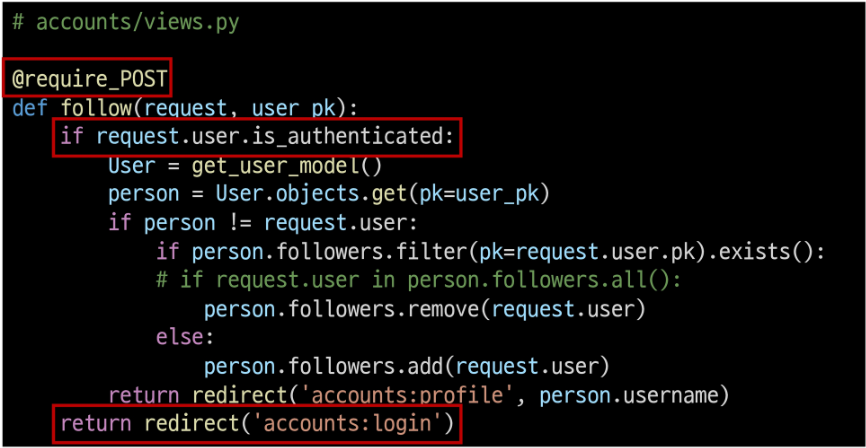 # accounts/views.py
@require_POST
def follow(request, user_pk):
if request.user.is_authenticated:
User = get_user_model()
person = User.objects.get(pk=user_pk)
if person != request.user:
if person.followers.filter(pk=request.user.pk).exists():
# if request.user in person.followers.all():
person.followers.remove(request.user)
else:
person.followers.add(request.user)
return redirect('accounts:profile', person.username)
return redirect('accounts:login')